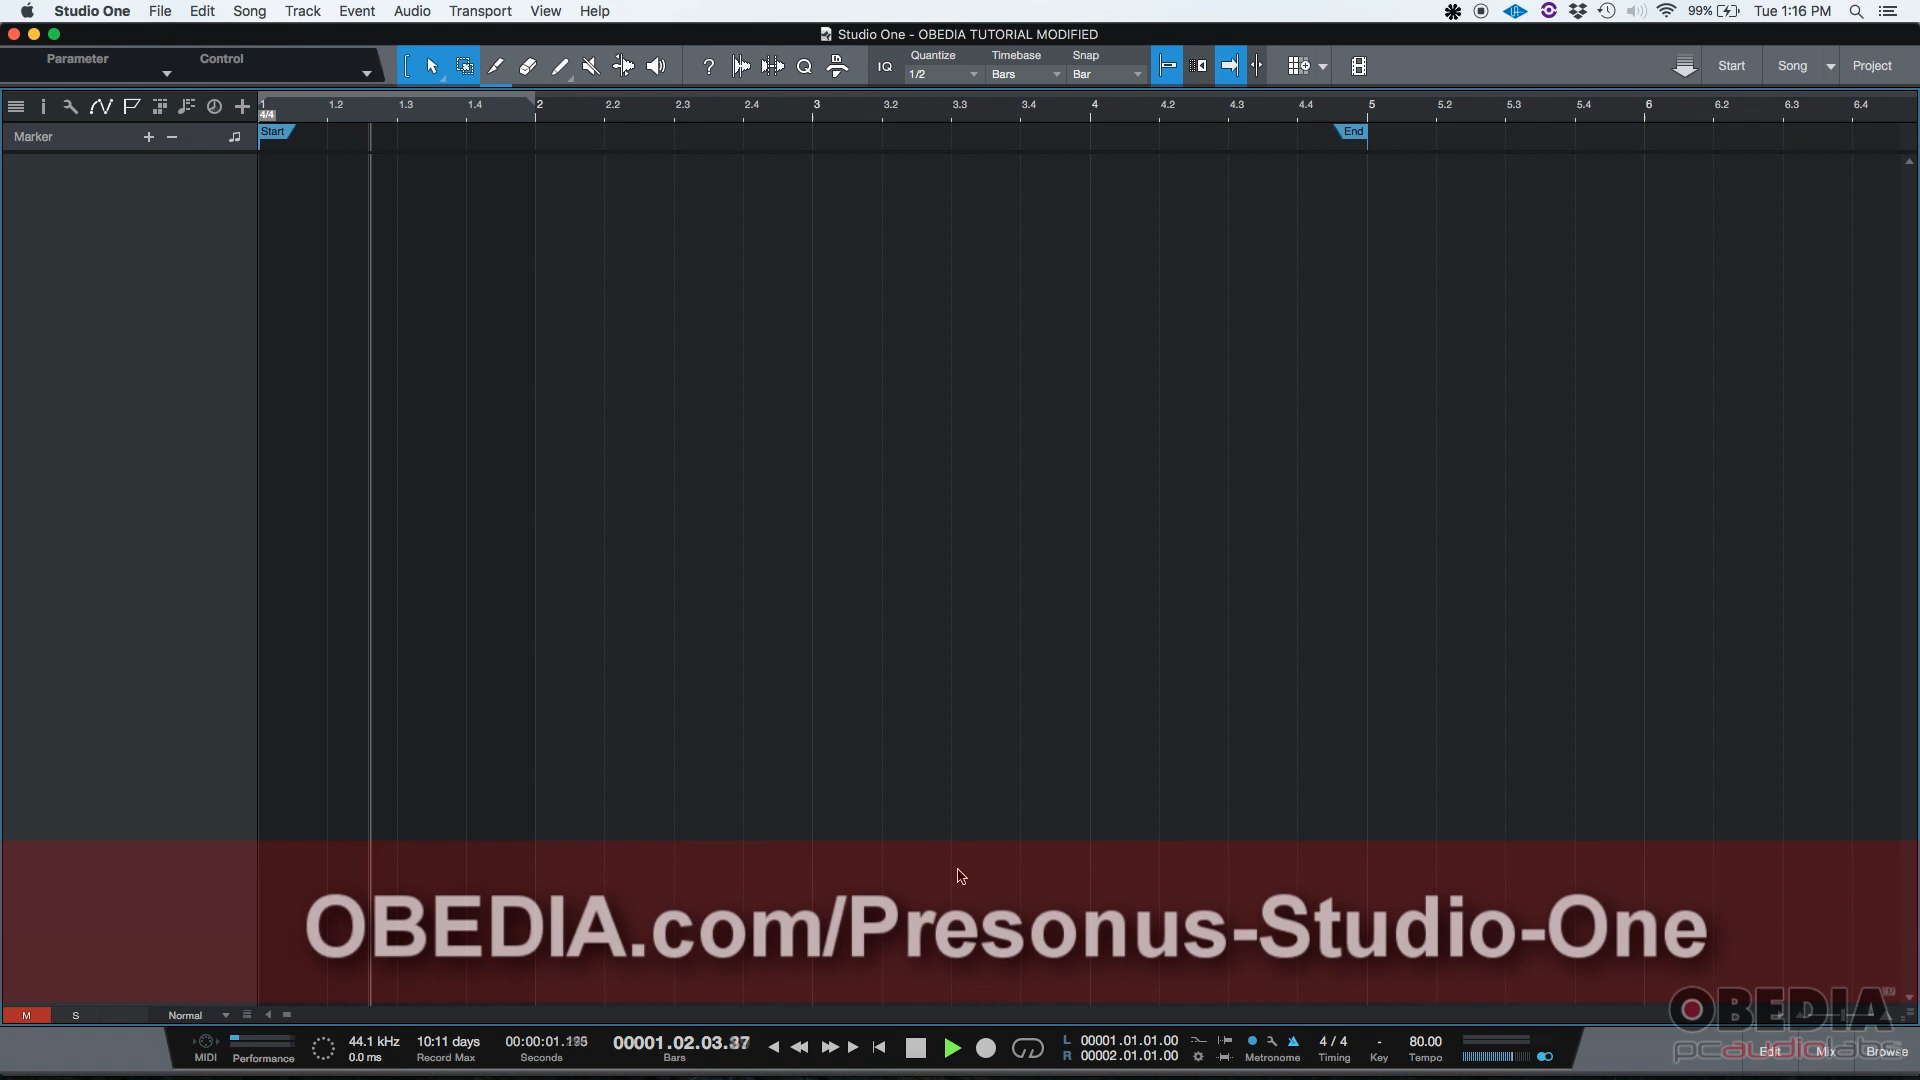 Studio One File Edit Song Track Event Audio Transport View Help 99% Tue 1:16 PM
Studio One - OBEDIA TUTORIAL MODIFIED
Parameter Control
? Q IQ
Quantize Timebase Snap
1/2 Bars Bar
Start Song Project
1 1.2 1.3 1.4 2 2.2 2.3 2.4 3 3.2 3.3 3.4 4 4.2 4.3 4.4 5 5.2 5.3 5.4 6 6.2 6.3 6.4
4/4
Marker + −
Start End
OBEDIA.com/Presonus-Studio-One
M S Normal
OBEDIA
pcaudiolabs
MIDI Performance
44.1 kHz
0.0 ms
10:11 days
Record Max
Seconds
Bars
L 00001.01.01.00
R 00002.01.01.00
Metronome
4 / 4
Timing
-
Key
80.00
Tempo
Edit Mix Browse